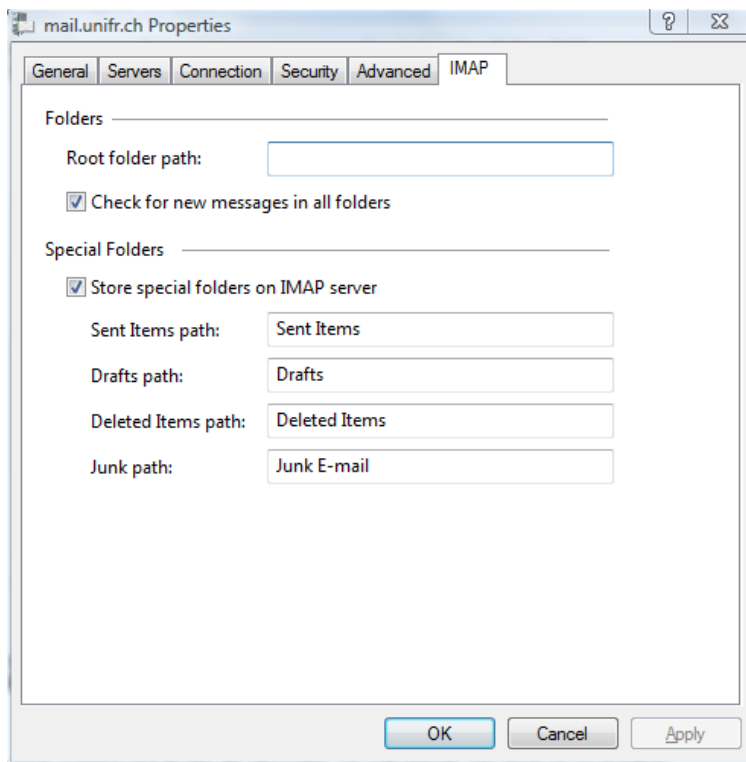 mail.unifr.ch Properties
General Servers Connection Security Advanced IMAP
Folders
Root folder path:
Check for new messages in all folders
Special Folders
Store special folders on IMAP server
Sent Items path: Sent Items
Drafts path: Drafts
Deleted Items path: Deleted Items
Junk path: Junk E-mail
OK Cancel Apply